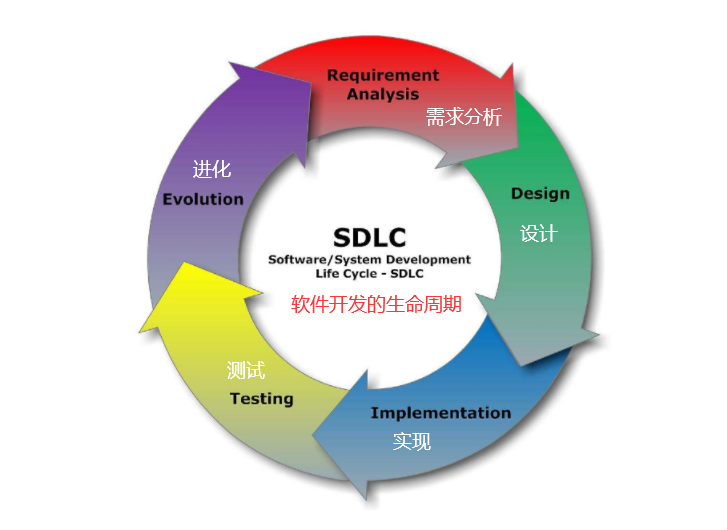 Requirement
Analysis
需求分析
Design
设计
Implementation
实现
测试
Testing
进化
Evolution
SDLC
Software/System Development
Life Cycle - SDLC
软件开发的生命周期